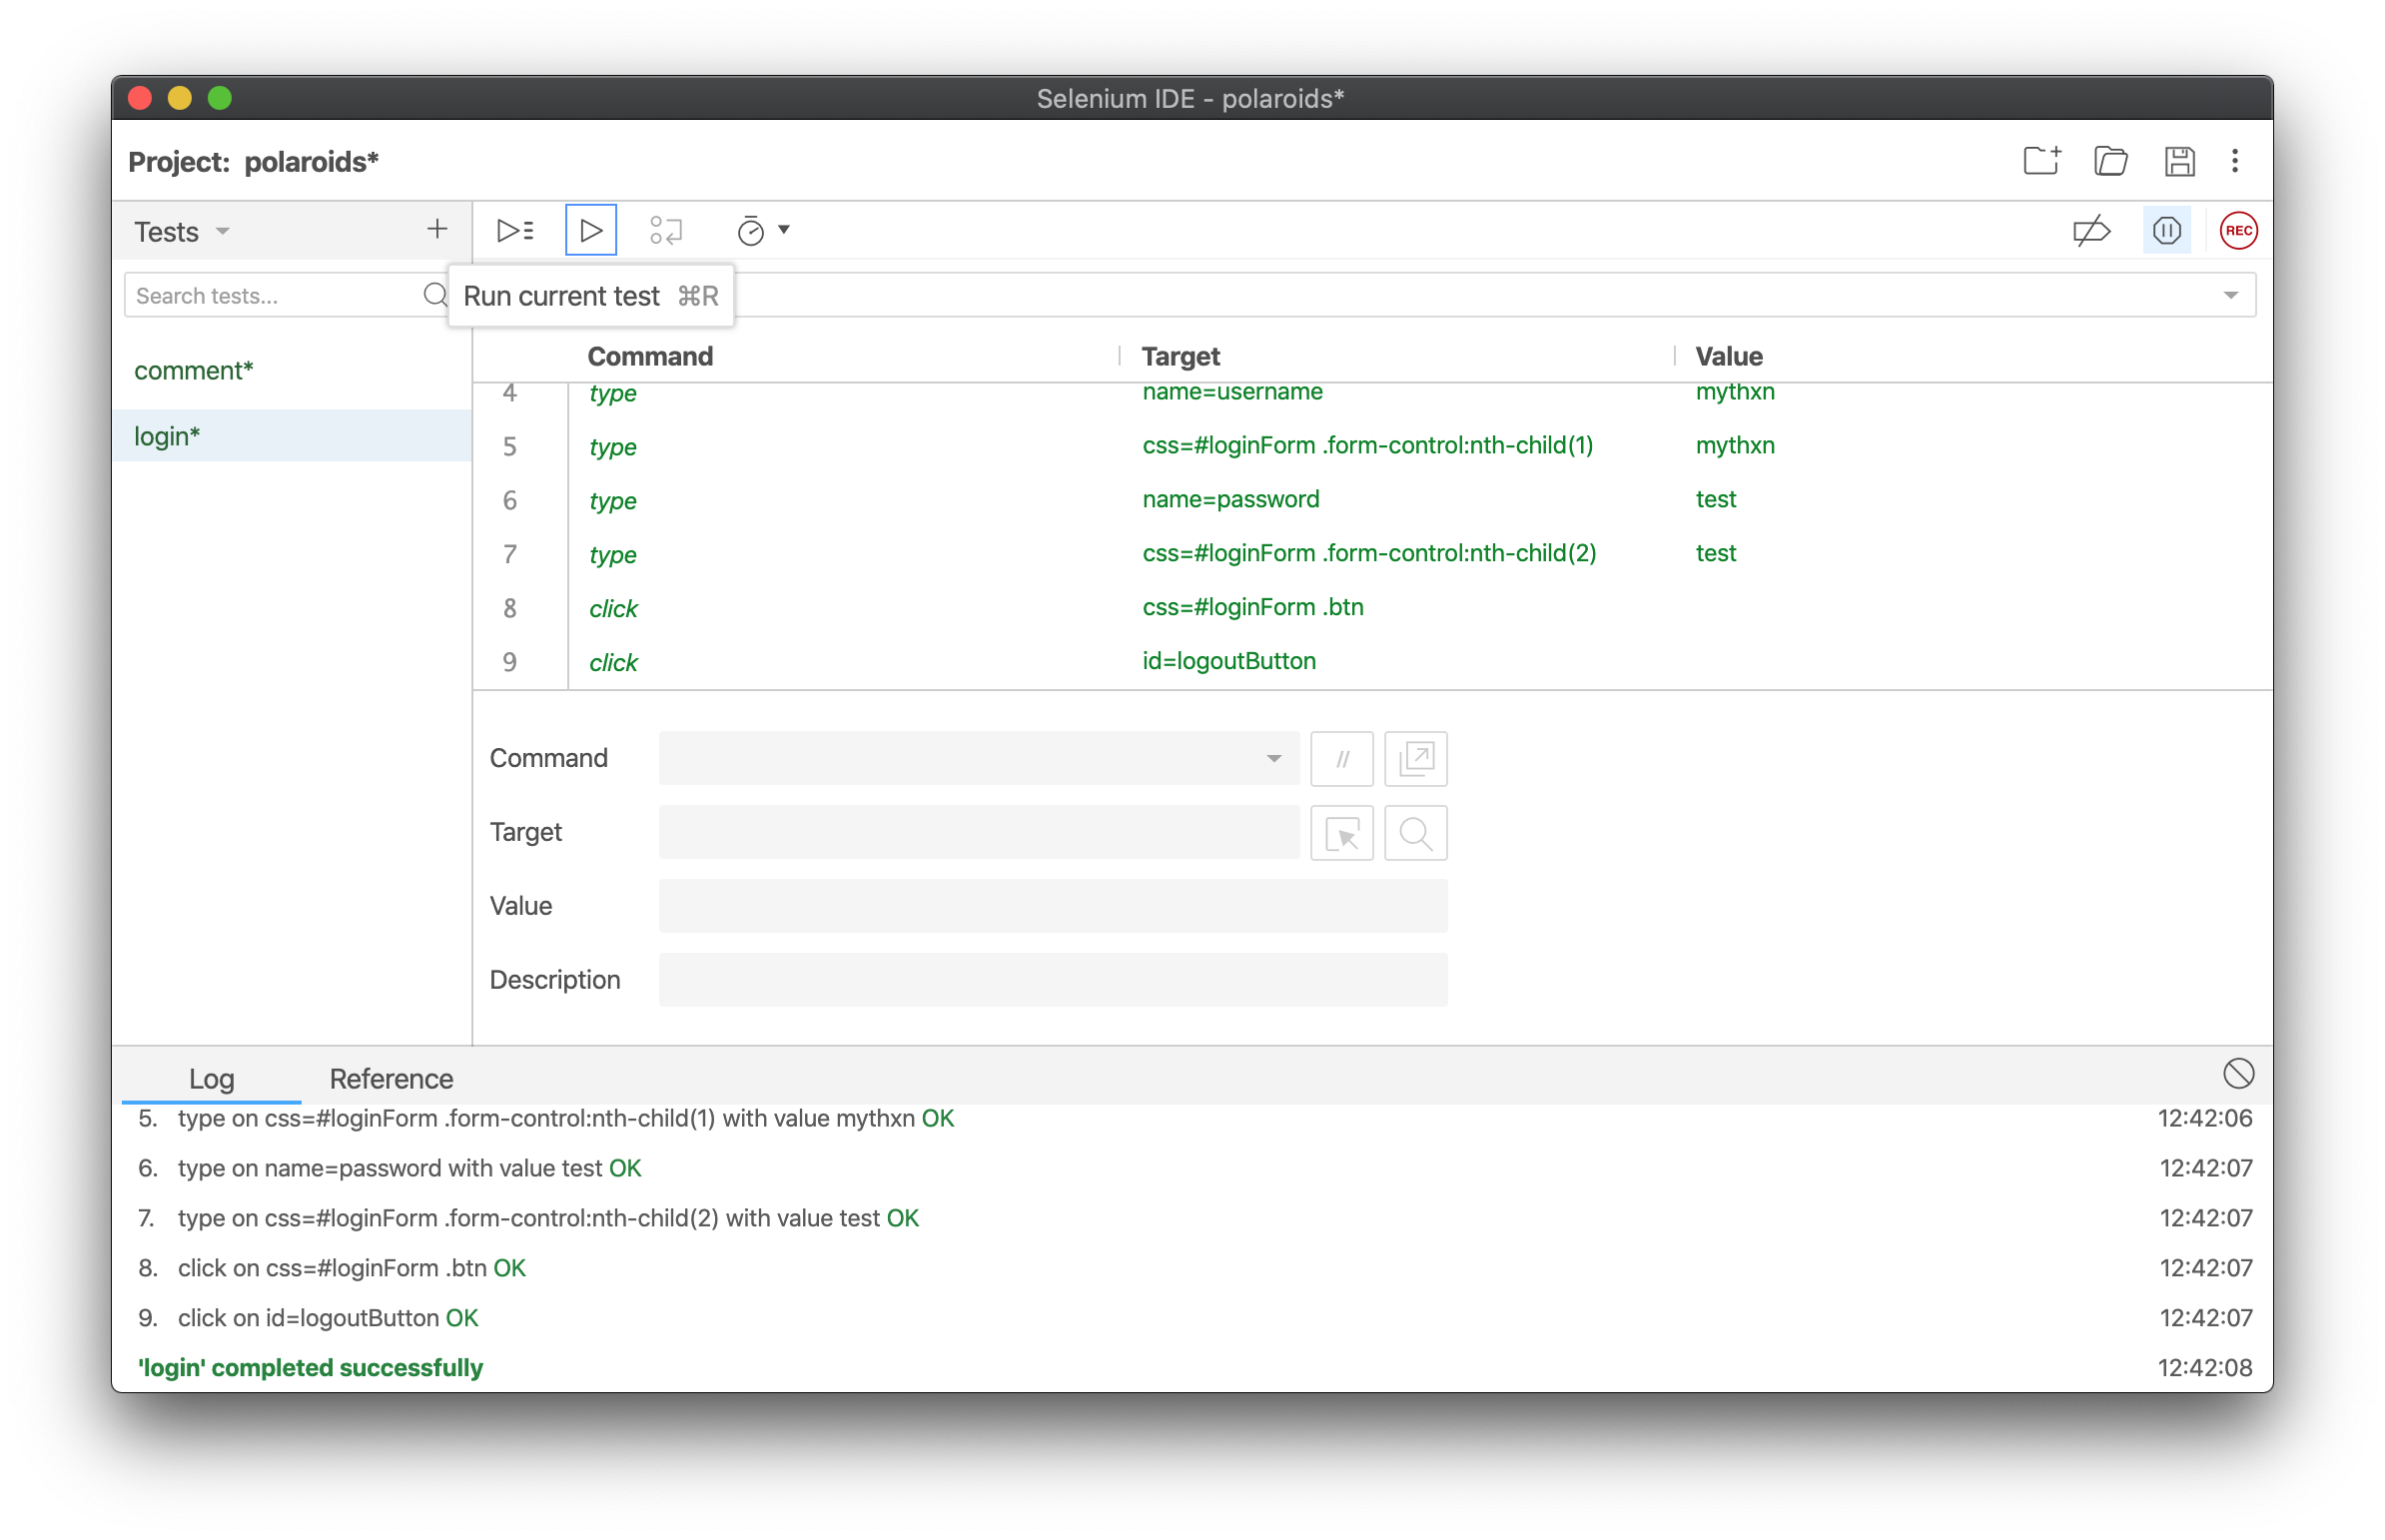 Selenium IDE - polaroids*
Project: polaroids*
Tests
REC
Search tests...
Run current test ⌘R
comment*
login*
Command Target Value
4 type name=username mythxn
5 type css=#loginForm .form-control:nth-child(1) mythxn
6 type name=password test
7 type css=#loginForm .form-control:nth-child(2) test
8 click css=#loginForm .btn
9 click id=logoutButton
Command //
Target
Value
Description
Log Reference
5. type on css=#loginForm .form-control:nth-child(1) with value mythxn OK 12:42:06
6. type on name=password with value test OK 12:42:07
7. type on css=#loginForm .form-control:nth-child(2) with value test OK 12:42:07
8. click on css=#loginForm .btn OK 12:42:07
9. click on id=logoutButton OK 12:42:07
'login' completed successfully 12:42:08